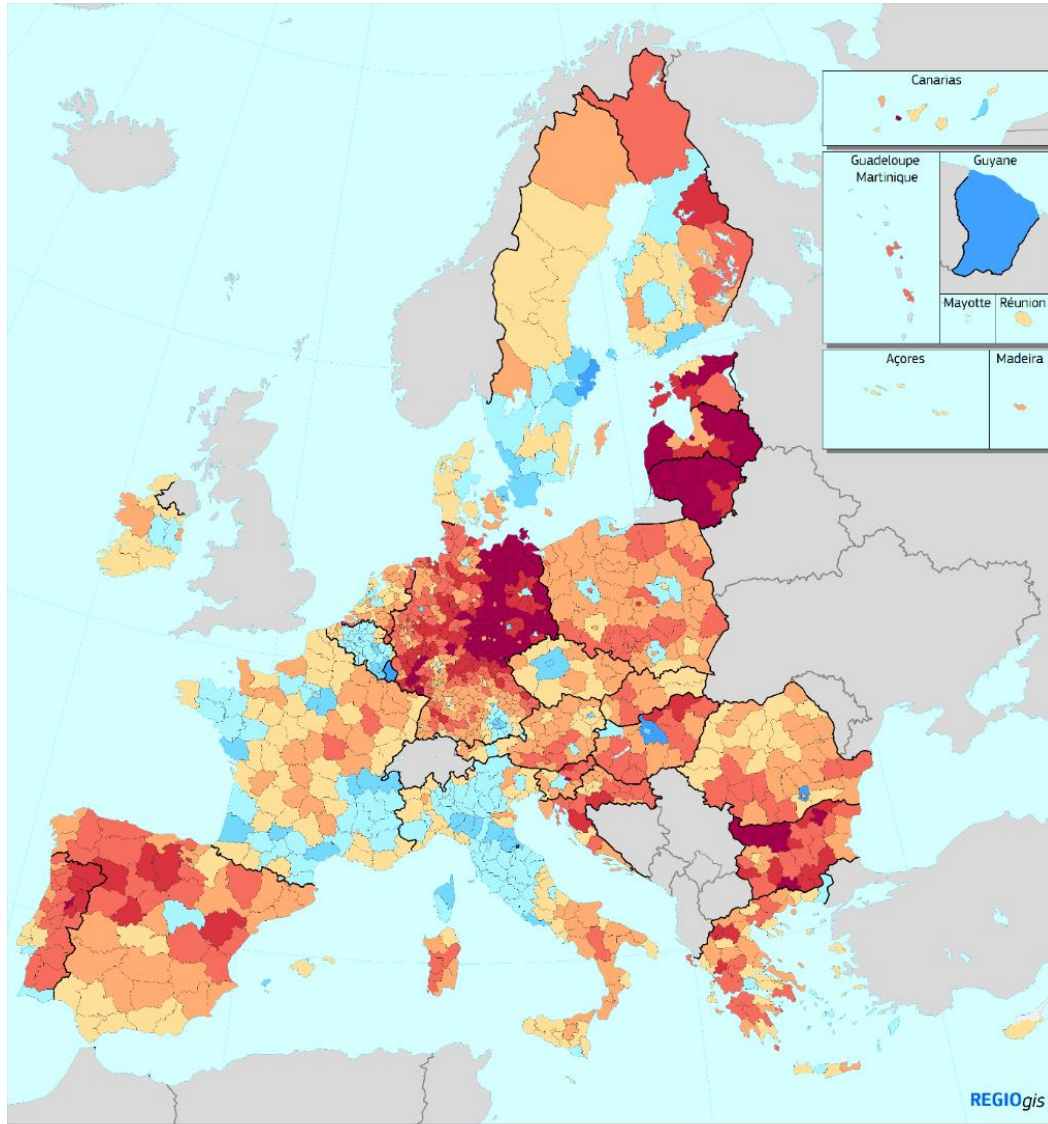 Canarias
Guadeloupe
Martinique
Guyane
Mayotte
Réunion
Açores
Madeira
REGIOgis